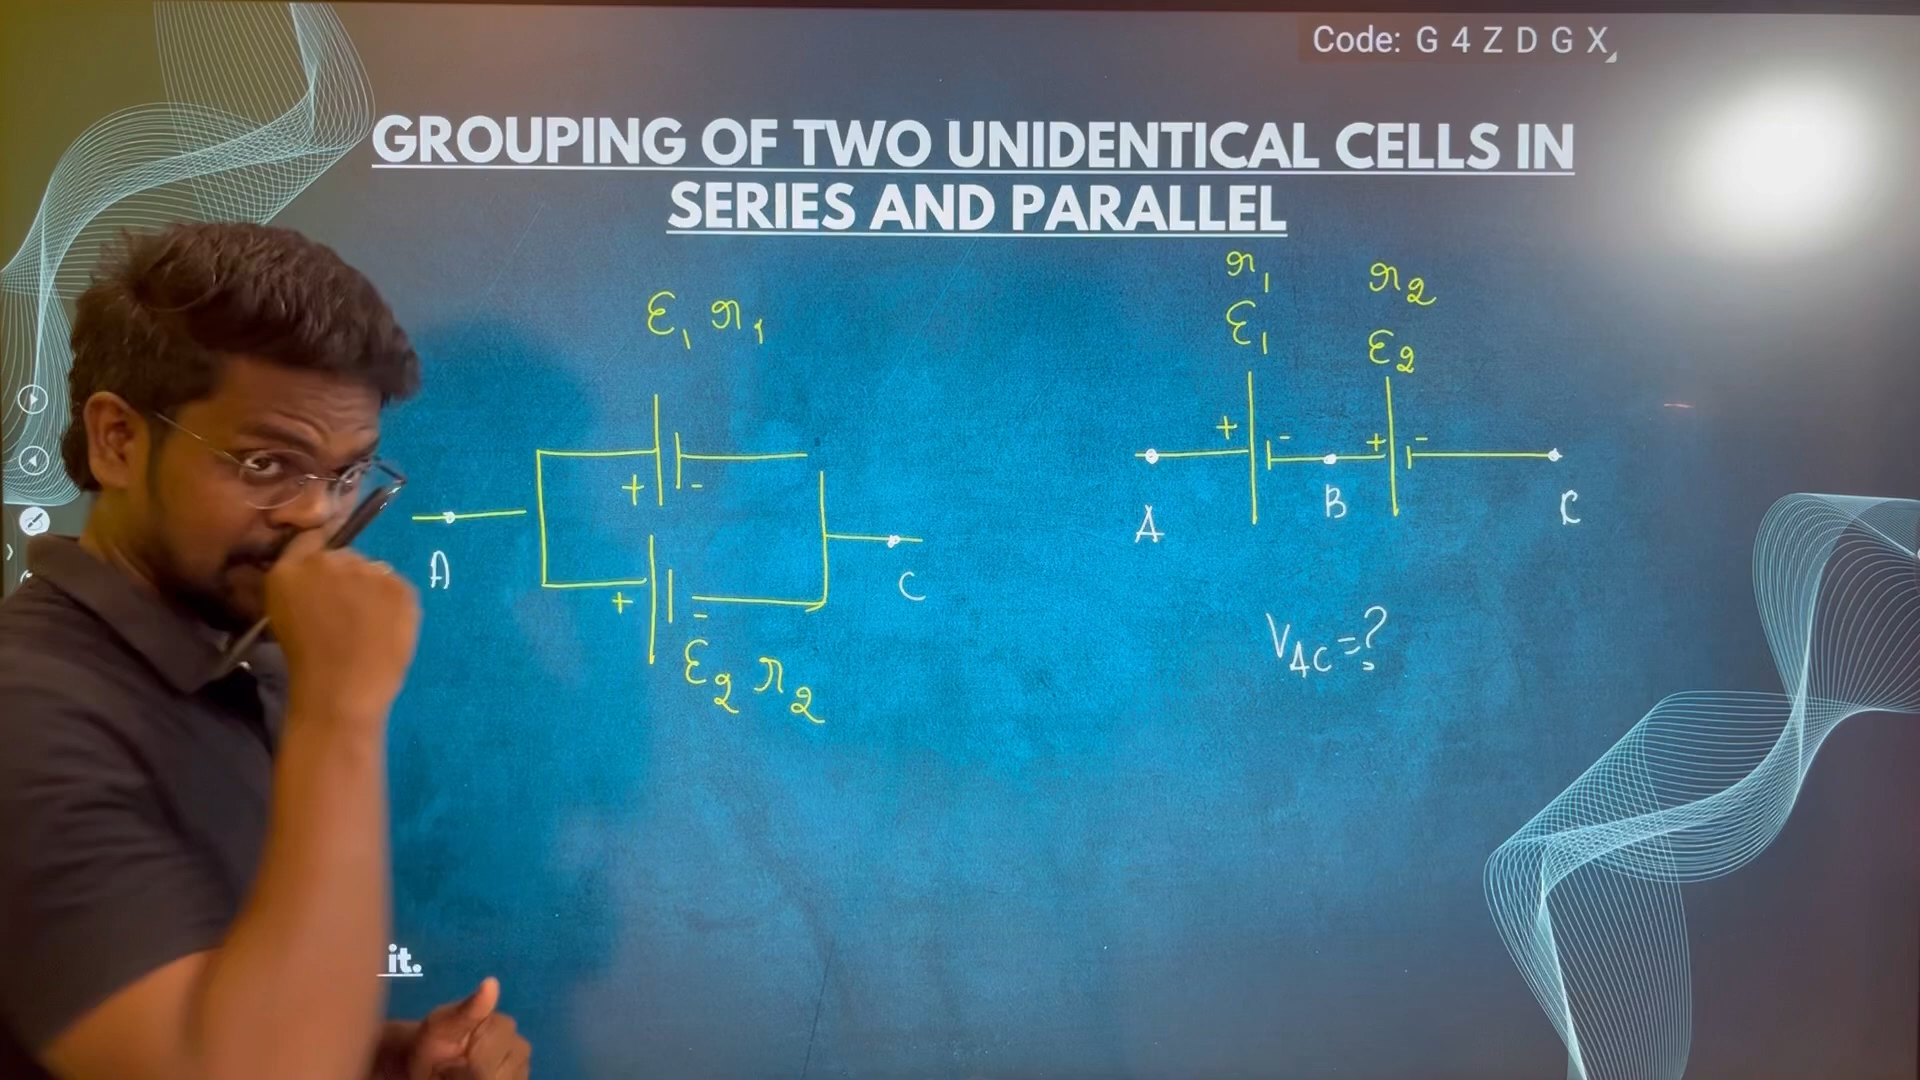 Code: G 4 Z D G X
GROUPING OF TWO UNIDENTICAL CELLS IN
SERIES AND PARALLEL
ε₁ r₁
+ -
A
C
+ -
ε₂ r₂
r₁ r₂
ε₁ ε₂
+ - + -
A B C
V_AC = ?
it.